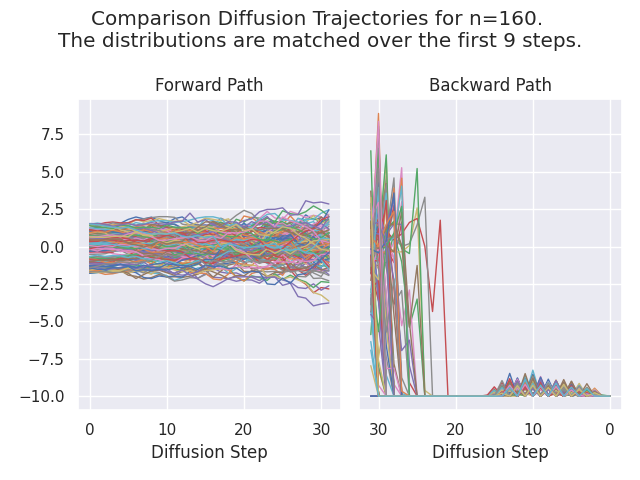 Comparison Diffusion Trajectories for n=160.
The distributions are matched over the first 9 steps.
Forward Path
Backward Path
7.5
5.0
2.5
0.0
−2.5
−5.0
−7.5
−10.0
0 10 20 30
30 20 10 0
Diffusion Step
Diffusion Step